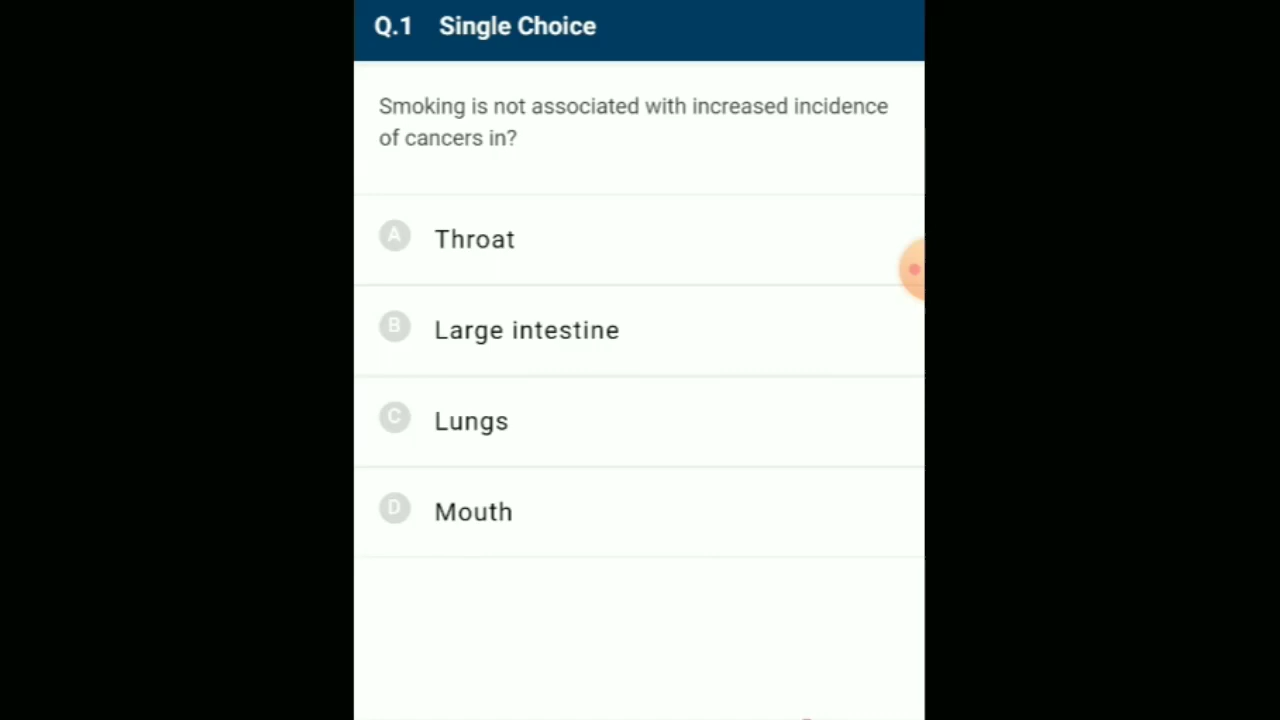 Q.1 Single Choice
Smoking is not associated with increased incidence
of cancers in?
A Throat
B Large intestine
C Lungs
D Mouth